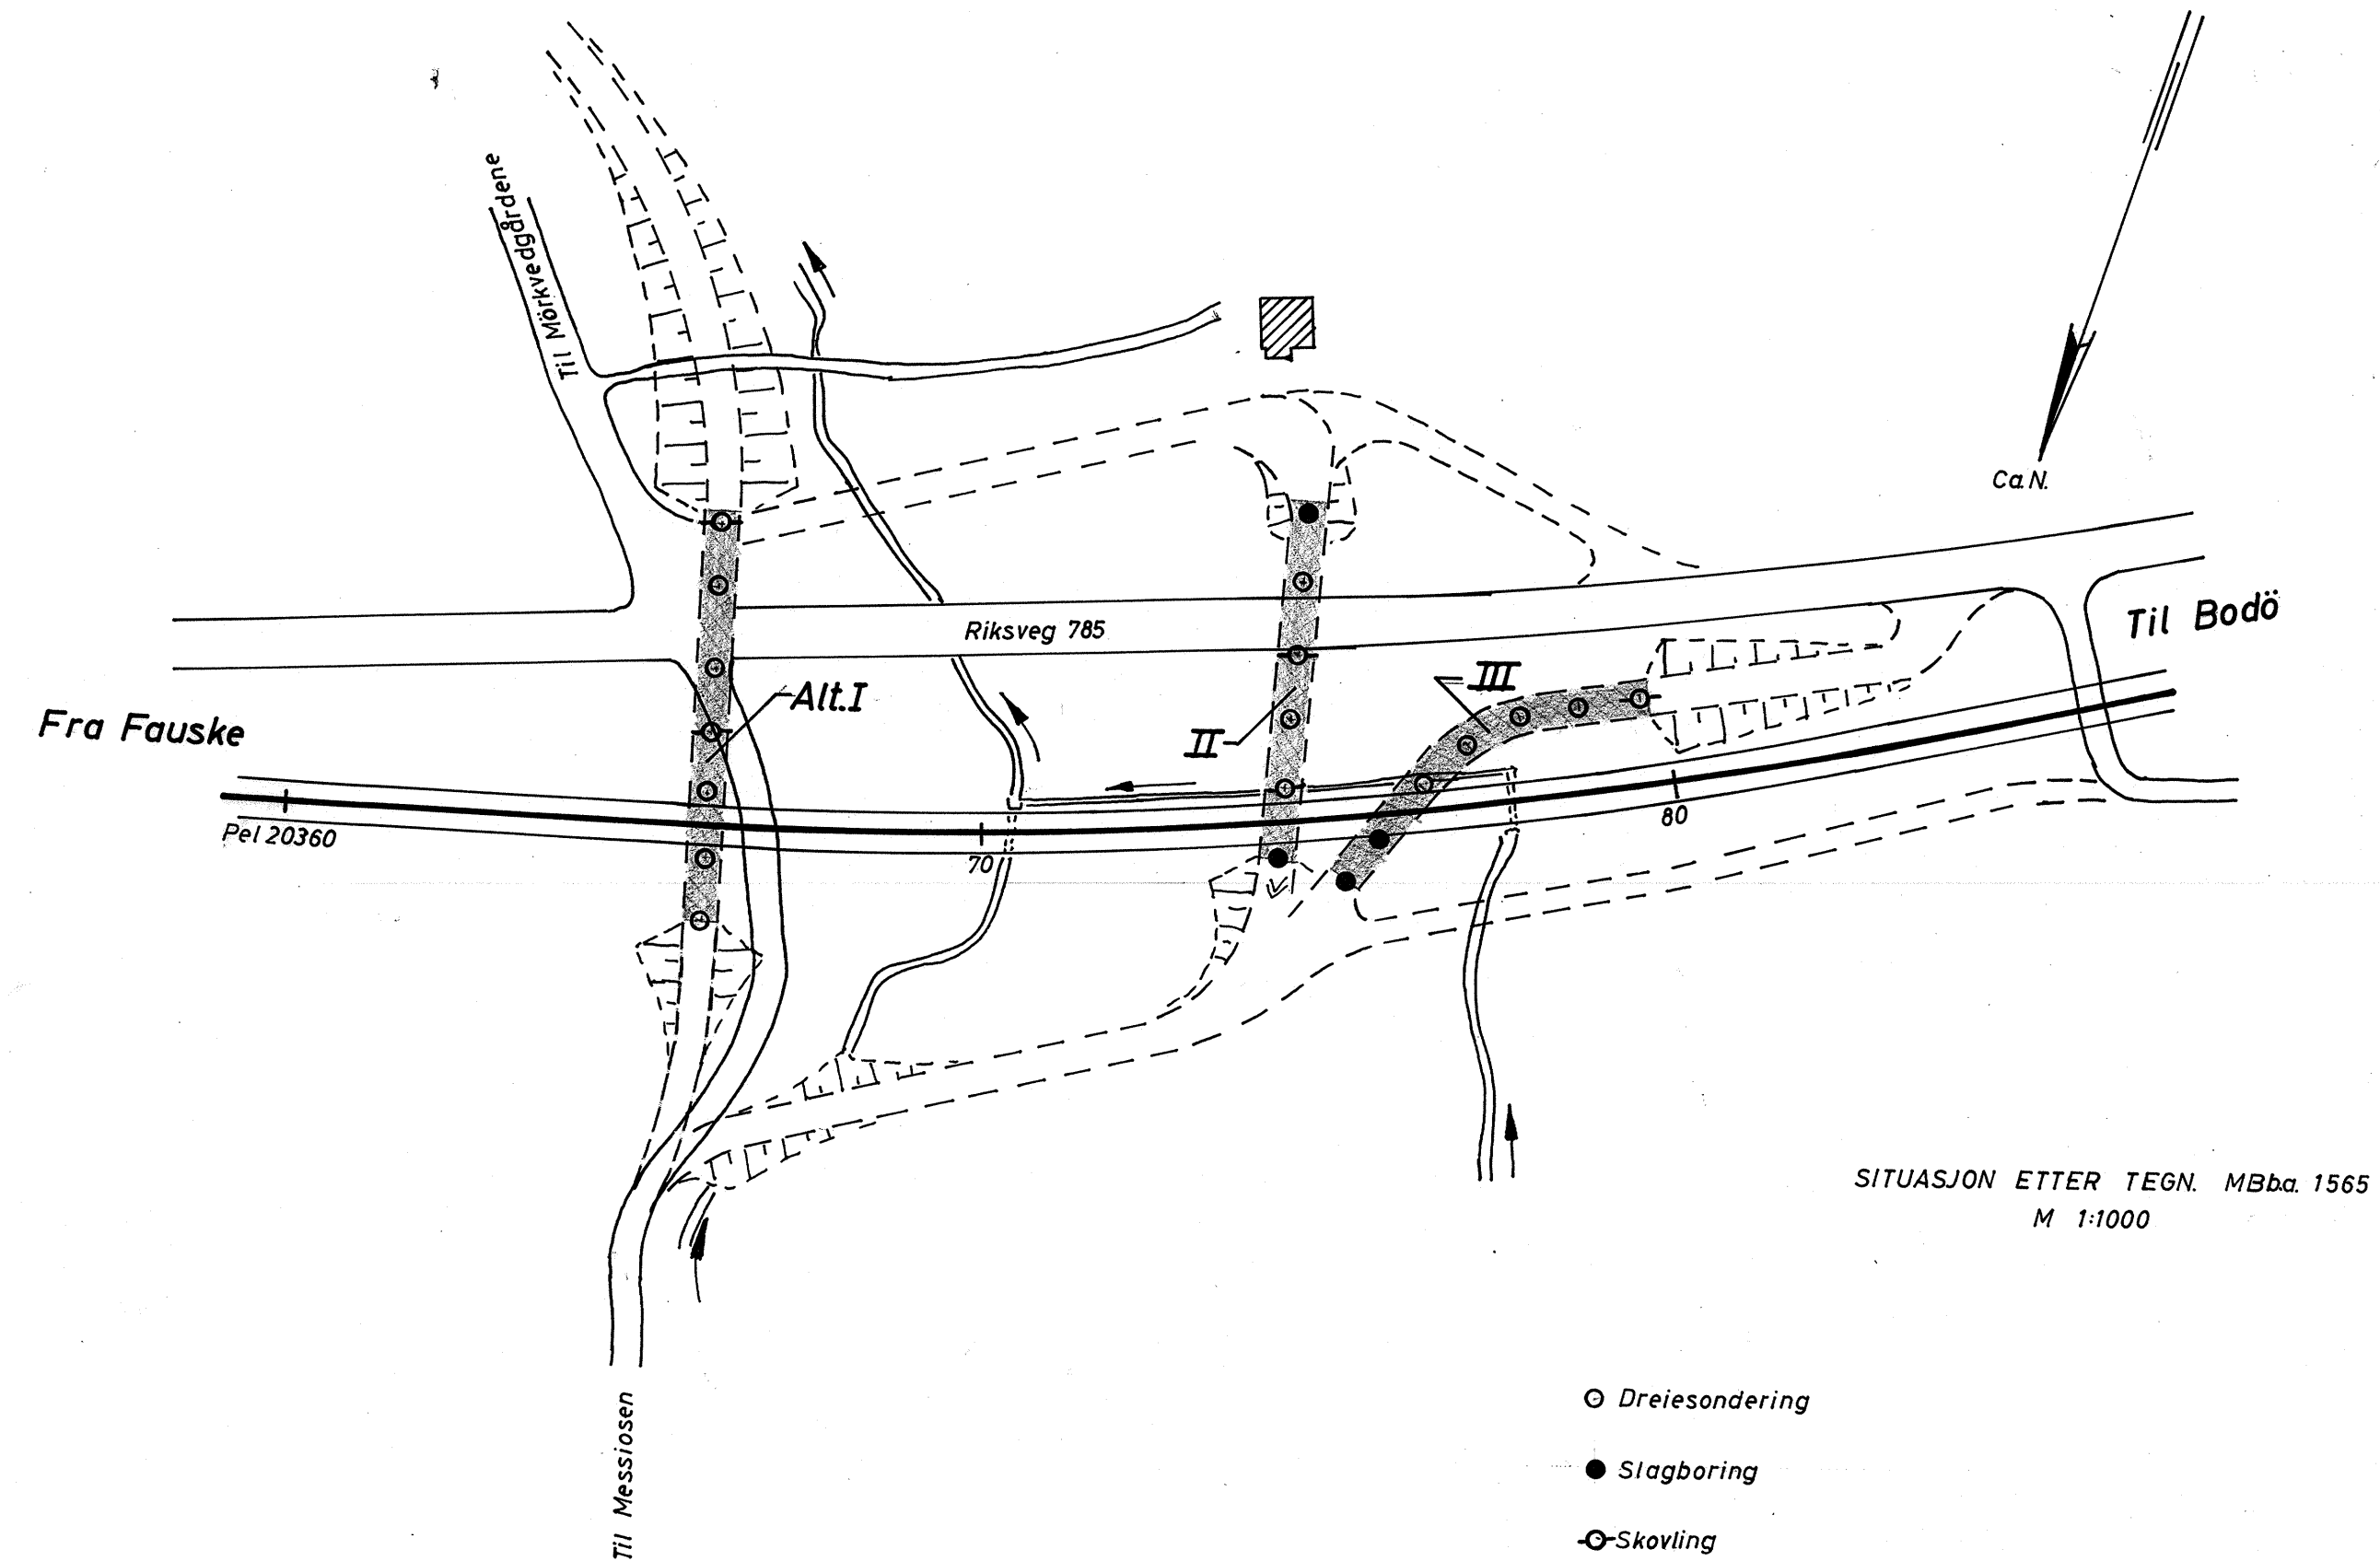 Til Mörkvedgårdene
Ca.N.
Riksveg 785
Til Bodö
Fra Fauske
Alt.I
II
III
Pel 20360
70
80
SITUASJON ETTER TEGN. MBb.a. 1565
M 1:1000
Til Messiosen
Dreiesondering
Slagboring
Skovling